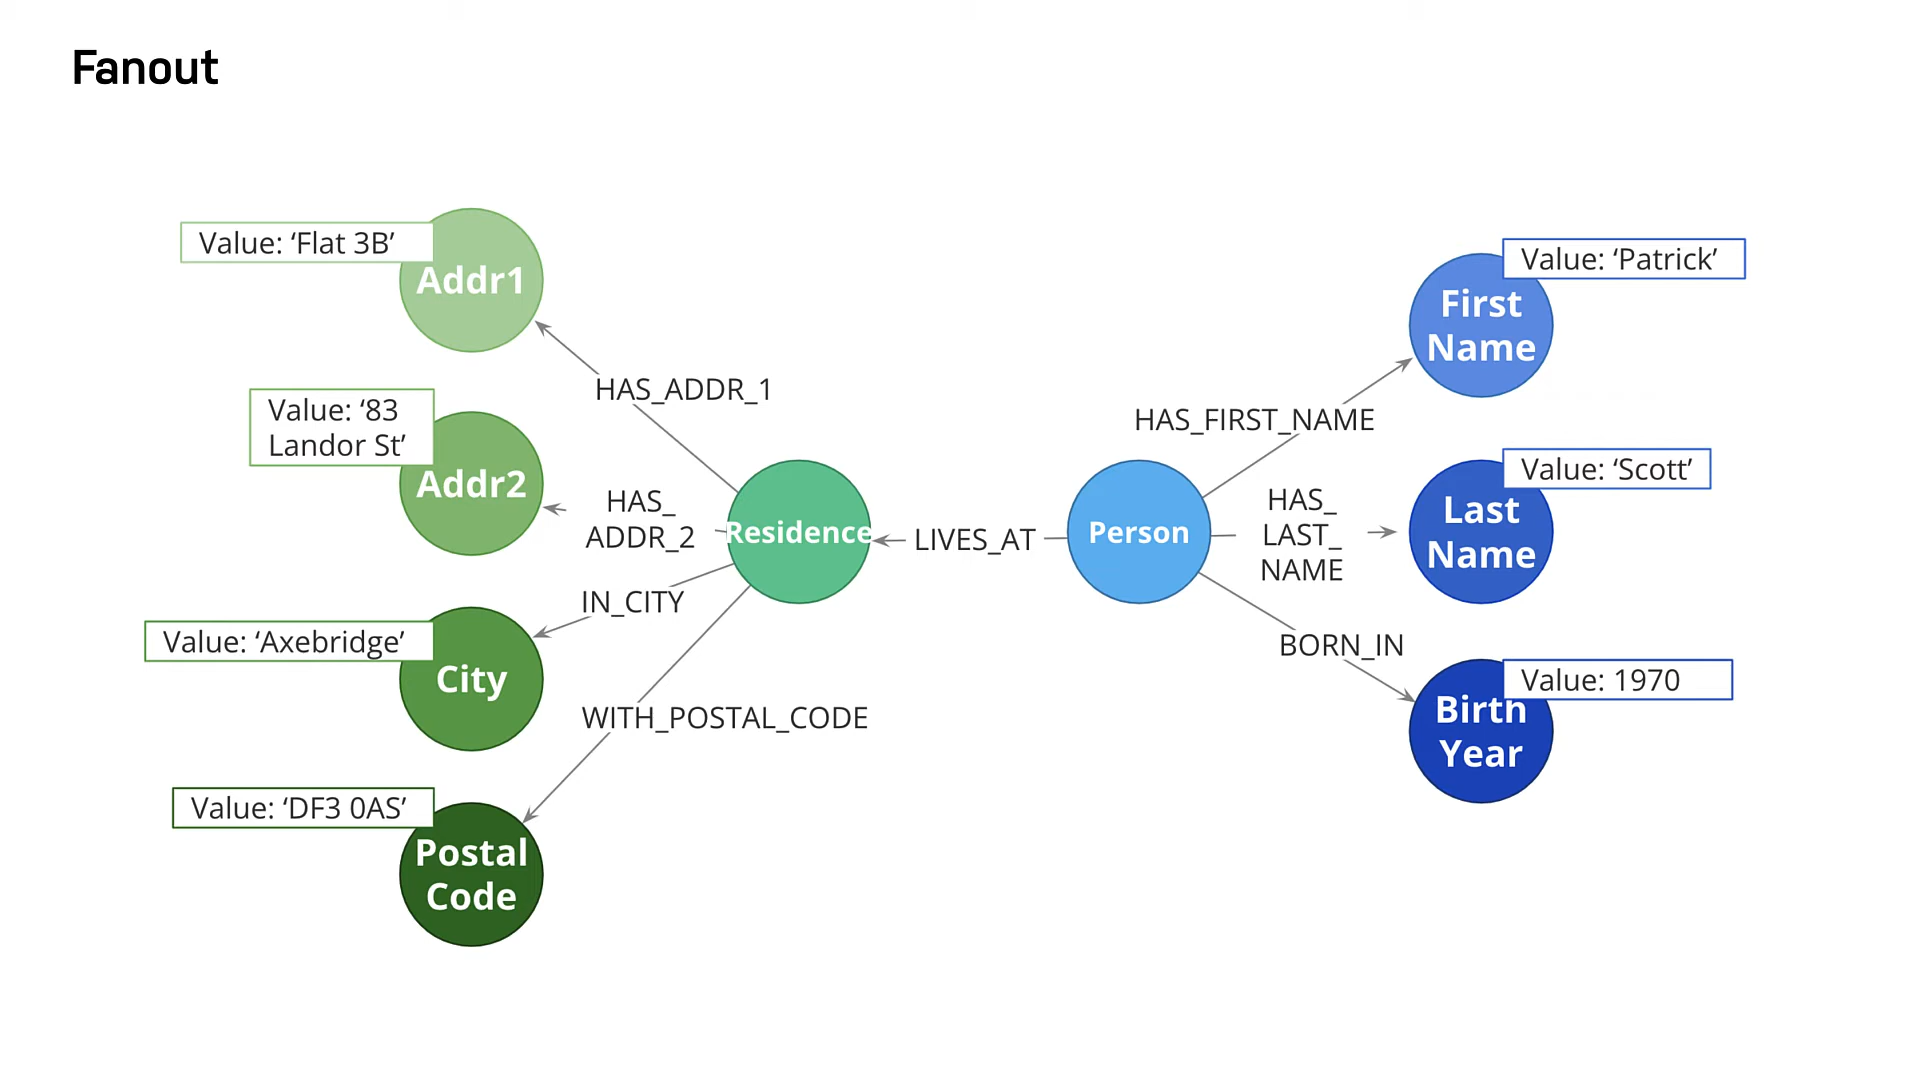 Fanout
Value: ‘Flat 3B’
Addr1
HAS_ADDR_1
Value: ‘83
Landor St’
Addr2
HAS_
ADDR_2
Value: ‘Axebridge’
City
IN_CITY
Value: ‘DF3 0AS’
Postal
Code
WITH_POSTAL_CODE
Residence
LIVES_AT
Person
HAS_FIRST_NAME
Value: ‘Patrick’
First
Name
HAS_
LAST_
NAME
Value: ‘Scott’
Last
Name
BORN_IN
Value: 1970
Birth
Year